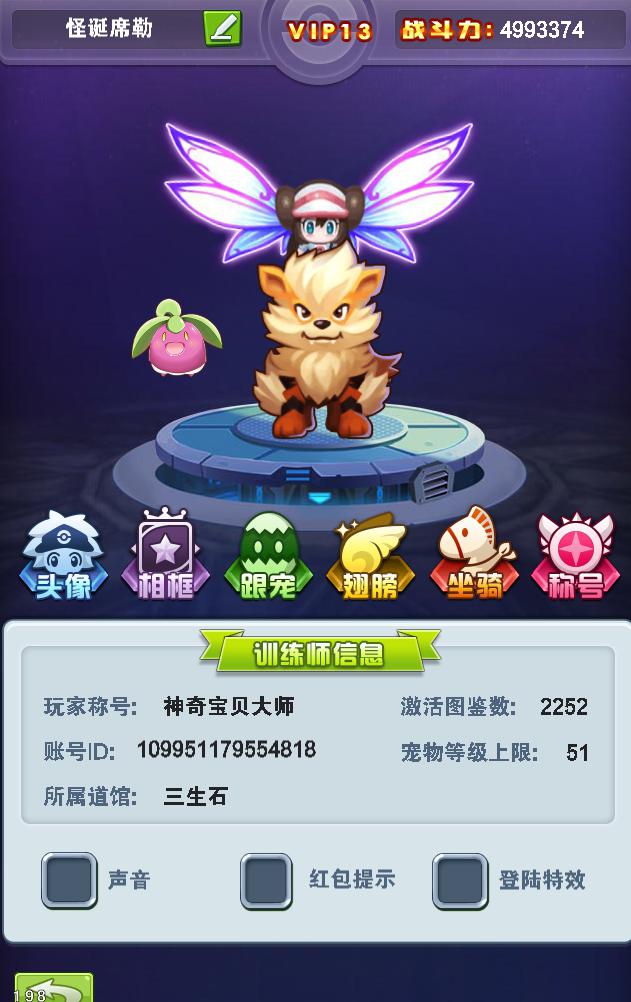 怪诞席勒 VIP13 战斗力: 4993374
头像 相框 跟宠 翅膀 坐骑 称号
训练师信息
玩家称号: 神奇宝贝大师 激活图鉴数: 2252
账号ID: 109951179554818 宠物等级上限: 51
所属道馆: 三生石
声音 红包提示 登陆特效
198